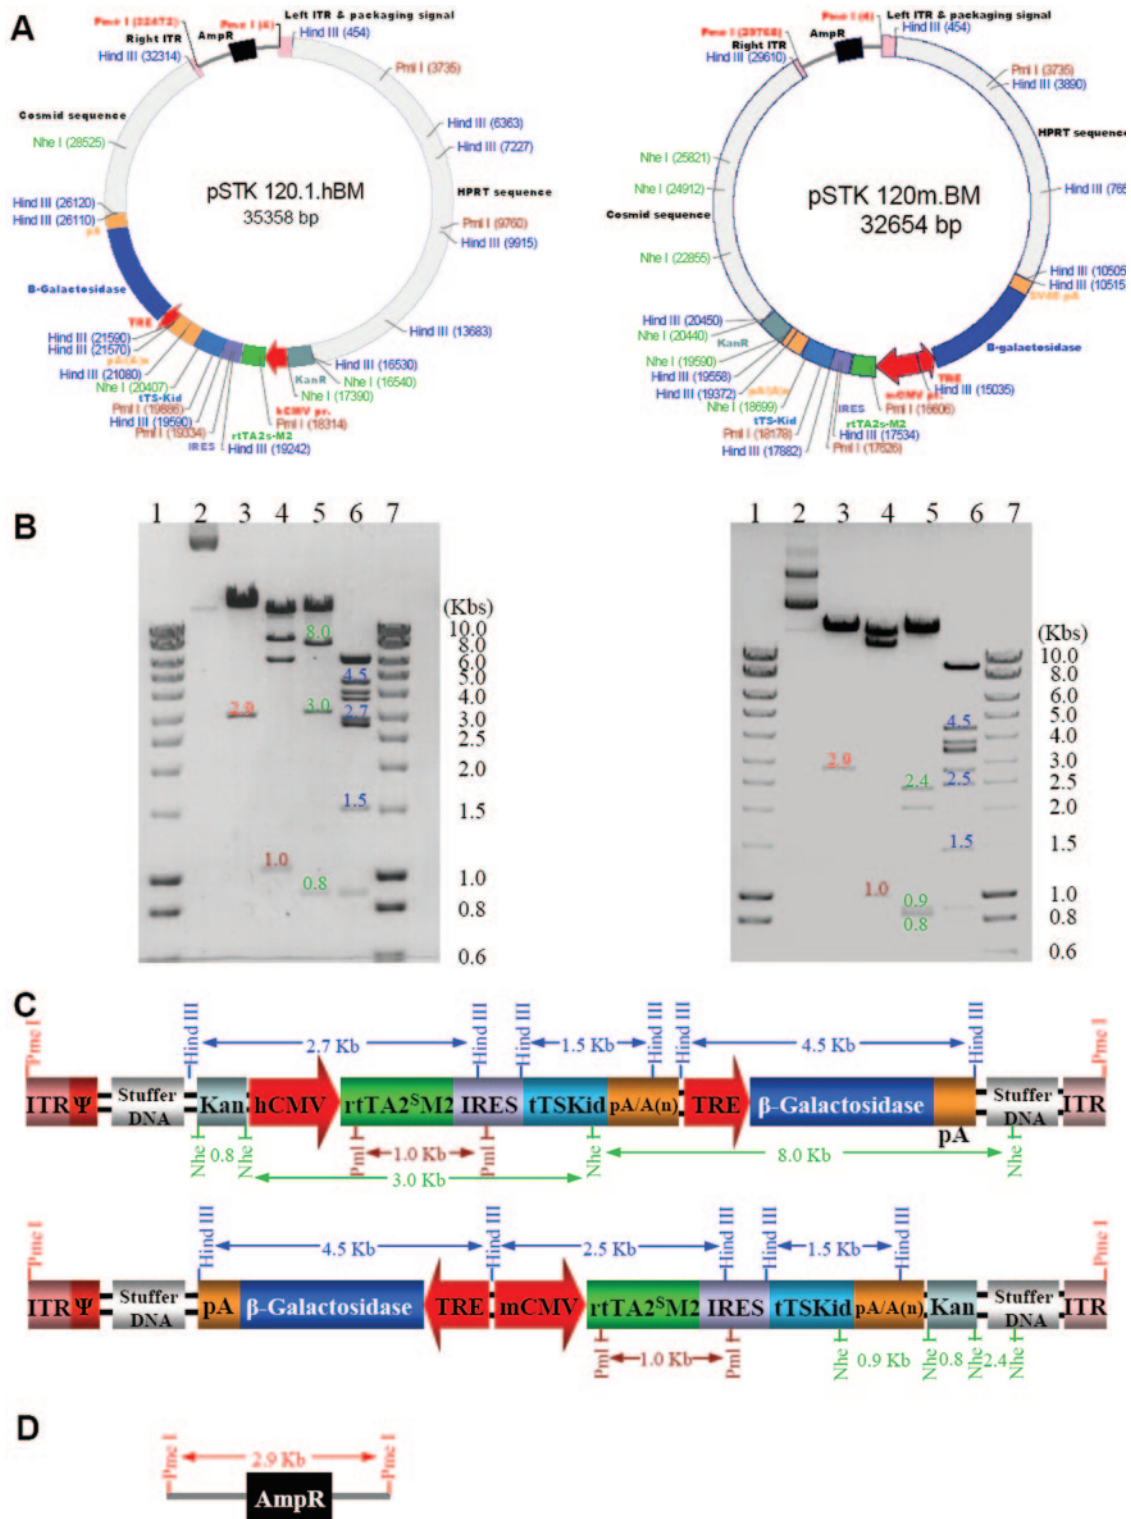 A
Pme I (32472)
Pme I (4)
Left ITR & packaging signal
Right ITR
AmpR
Hind III (454)
Hind III (32314)
Pml I (3735)
Cosmid sequence
Hind III (6363)
Nhe I (28525)
Hind III (7227)
pSTK 120.1.hBM
35358 bp
HPRT sequence
Hind III (26120)
Hind III (26110)
pA
Pml I (9760)
Hind III (9915)
B-Galactosidase
TRE
Hind III (13683)
Hind III (21590)
Hind III (21570)
pA/(A)n
Hind III (21080)
Hind III (16530)
KanR
Nhe I (16540)
Nhe I (20407)
Nhe I (17390)
tTS-Kid
hCMV pr.
Pml I (19886)
Pml I (18314)
Hind III (19590)
rtTA2s-M2
Pml I (19334)
IRES
Hind III (19242)
Pme I (29768)
Pme I (4)
Left ITR & packaging signal
Right ITR
AmpR
Hind III (454)
Hind III (29610)
Pml I (3735)
Hind III (3890)
HPRT sequence
Nhe I (25821)
Nhe I (24912)
pSTK 120m.BM
32654 bp
Cosmid sequence
Hind III (765
Nhe I (22855)
Hind III (10505
Hind III (10515
SV40 pA
Hind III (20450)
Nhe I (20440)
KanR
B-galactosidase
Nhe I (19590)
Hind III (19558)
TRE
Hind III (19372)
pA/(A)n
mCMV pr.
Hind III (15035)
Nhe I (18699)
IRES
Pml I (16606)
tTS-Kid
rtTA2s-M2
Pml I (18178)
Hind III (17534)
Hind III (17882)
Pml I (17626)
B
1 2 3 4 5 6 7
(Kbs)
10.0
8.0
6.0
5.0
4.0
3.0
2.5
2.0
1.5
1.0
0.8
0.6
8.0
4.5
2.9
3.0
2.7
1.5
1.0
0.8
1 2 3 4 5 6 7
(Kbs)
10.0
8.0
6.0
5.0
4.0
3.0
2.5
2.0
1.5
1.0
0.8
0.6
4.5
2.9
2.4
2.5
1.5
1.0
0.9
0.8
C
Pme I
Hind III
Hind III
Hind III
Hind III
Hind III
Hind III
Pme I
2.7 Kb
1.5 Kb
4.5 Kb
ITR Ψ Stuffer DNA Kan hCMV rtTA2ˢM2 IRES tTSKid pA/A(n) TRE β-Galactosidase Stuffer DNA ITR
pA
Nhe I
0.8
Nhe I
Pml I
1.0 Kb
Pml I
Nhe I
8.0 Kb
Nhe I
3.0 Kb
Pme I
Hind III
Hind III
Hind III
Hind III
Hind III
Pme I
4.5 Kb
2.5 Kb
1.5 Kb
ITR Ψ Stuffer DNA pA β-Galactosidase TRE mCMV rtTA2ˢM2 IRES tTSKid pA/A(n) Kan Stuffer DNA ITR
Pml I
1.0 Kb
Pml I
Nhe I
0.9 Kb
Nhe I
0.8
Nhe I
2.4
Nhe I
D
Pme I
2.9 Kb
Pme I
AmpR